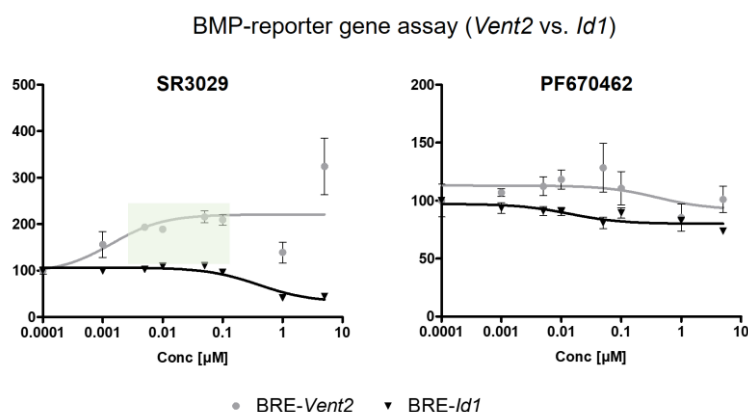 BMP-reporter gene assay (Vent2 vs. Id1)
SR3029
500
400
300
200
100
0
0.0001 0.001 0.01 0.1 1 10
Conc [µM]
PF670462
200
150
100
50
0
0.0001 0.001 0.01 0.1 1 10
Conc [µM]
BRE-Vent2 BRE-Id1